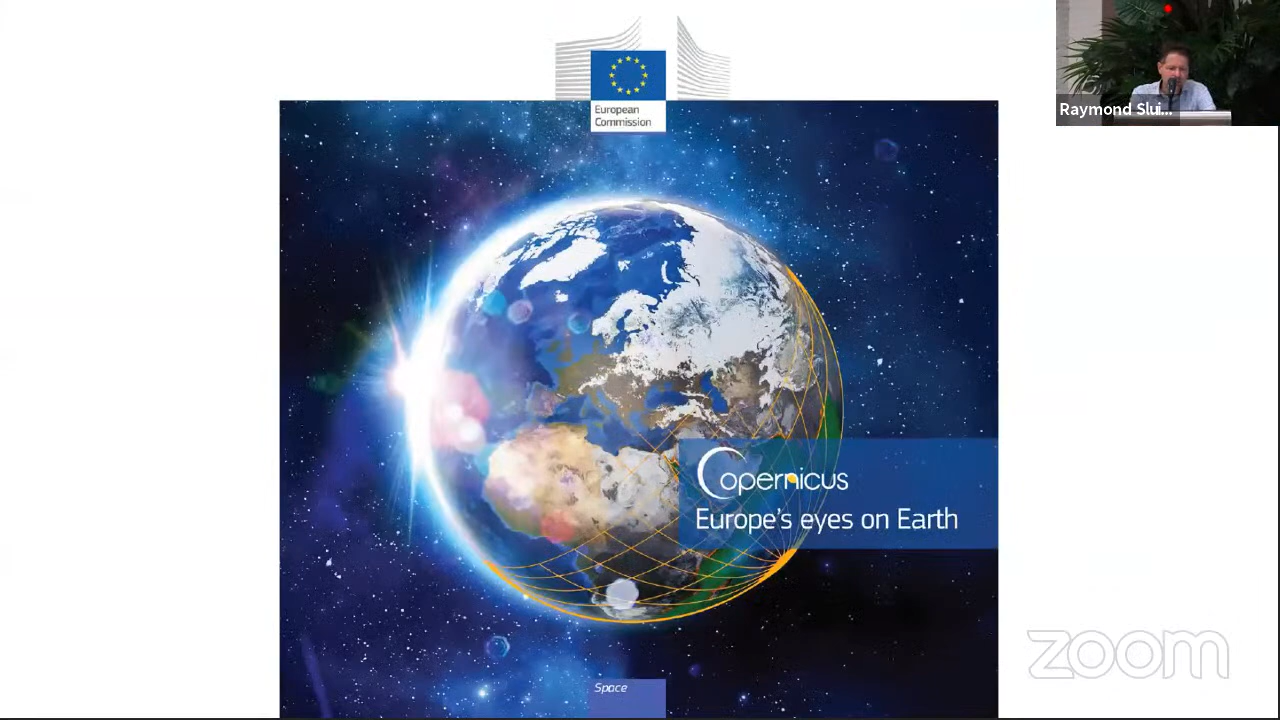 European
Commission
Raymond Slui...
Copernicus
Europe's eyes on Earth
zoom
Space